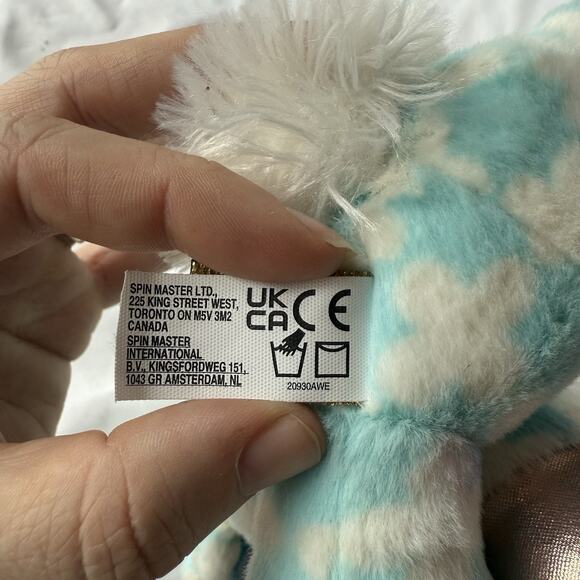 SPIN MASTER LTD.,
225 KING STREET WEST,
TORONTO ON M5V 3M2
CANADA
SPIN MASTER
INTERNATIONAL
B.V., KINGSFORDWEG 151,
1043 GR AMSTERDAM, NL
UK
CA
CE
20930AWE